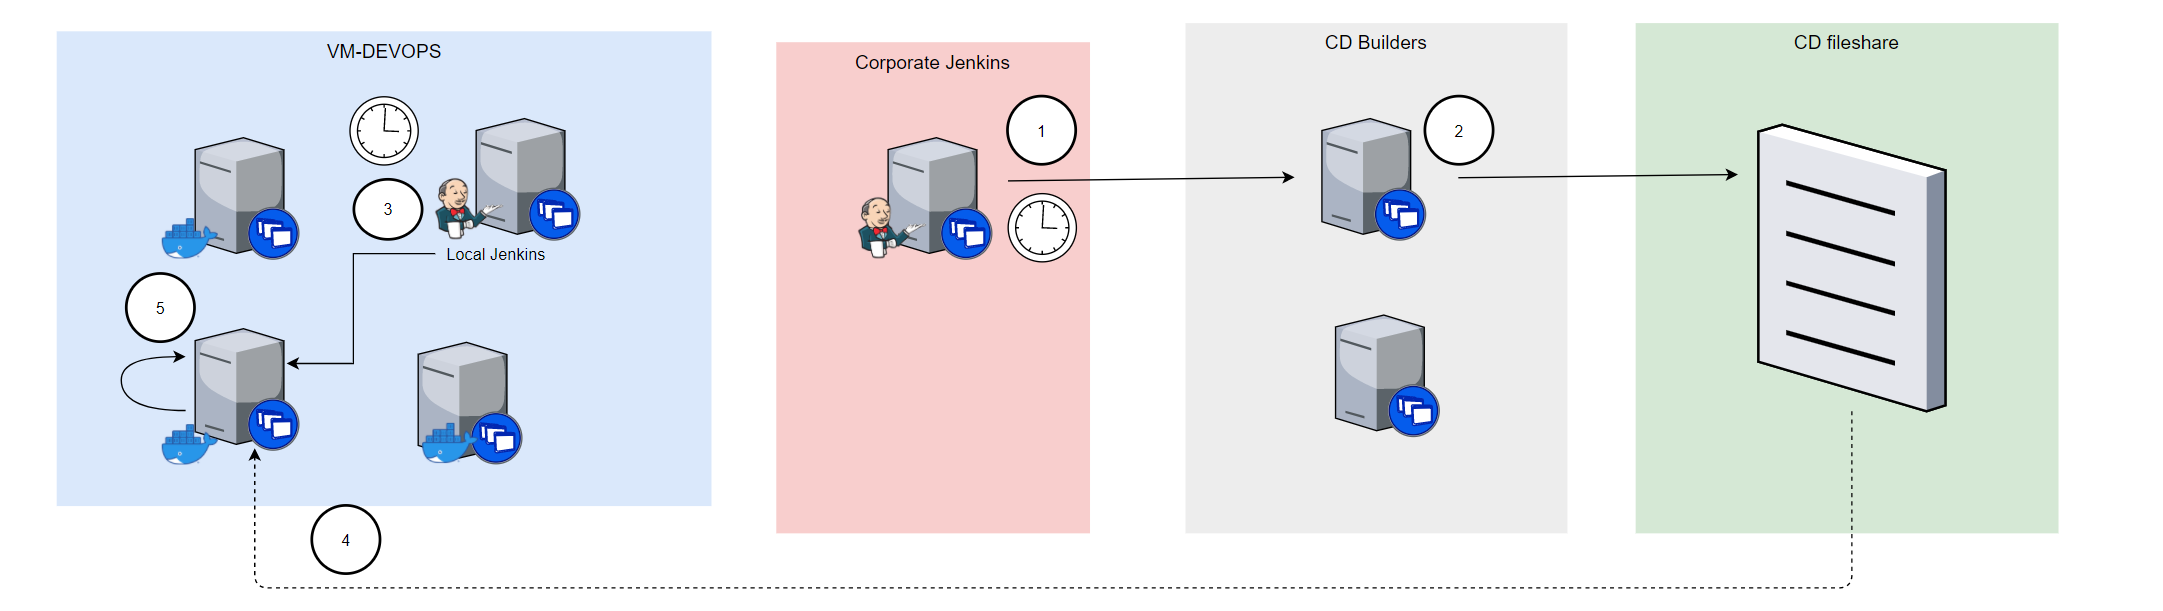 VM-DEVOPS
3
Local Jenkins
5
4
Corporate Jenkins
1
CD Builders
2
CD fileshare